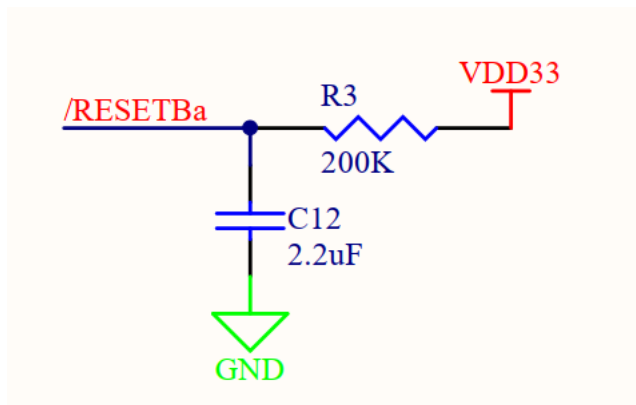 VDD33
R3
/RESETBa
200K
C12
2.2uF
GND